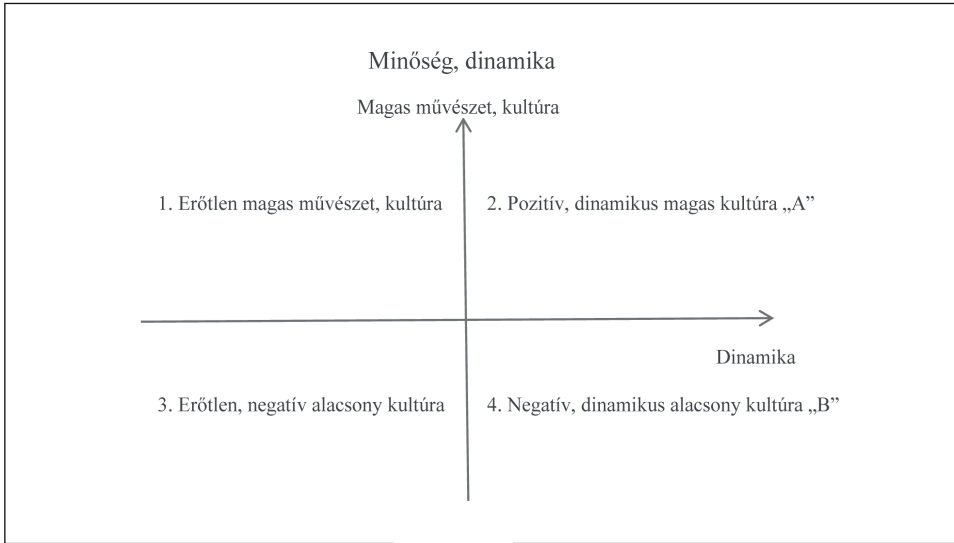 Minőség, dinamika
Magas művészet, kultúra
1. Erőtlen magas művészet, kultúra
2. Pozitív, dinamikus magas kultúra „A”
Dinamika
3. Erőtlen, negatív alacsony kultúra
4. Negatív, dinamikus alacsony kultúra „B”